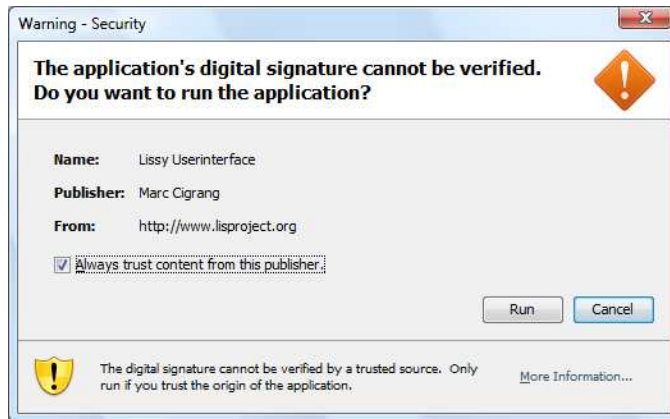 Warning - Security
The application's digital signature cannot be verified.
Do you want to run the application?
Name: Lissy Userinterface
Publisher: Marc Cigrang
From: http://www.lisproject.org
Always trust content from this publisher.
Run Cancel
The digital signature cannot be verified by a trusted source. Only
run if you trust the origin of the application.
More Information...